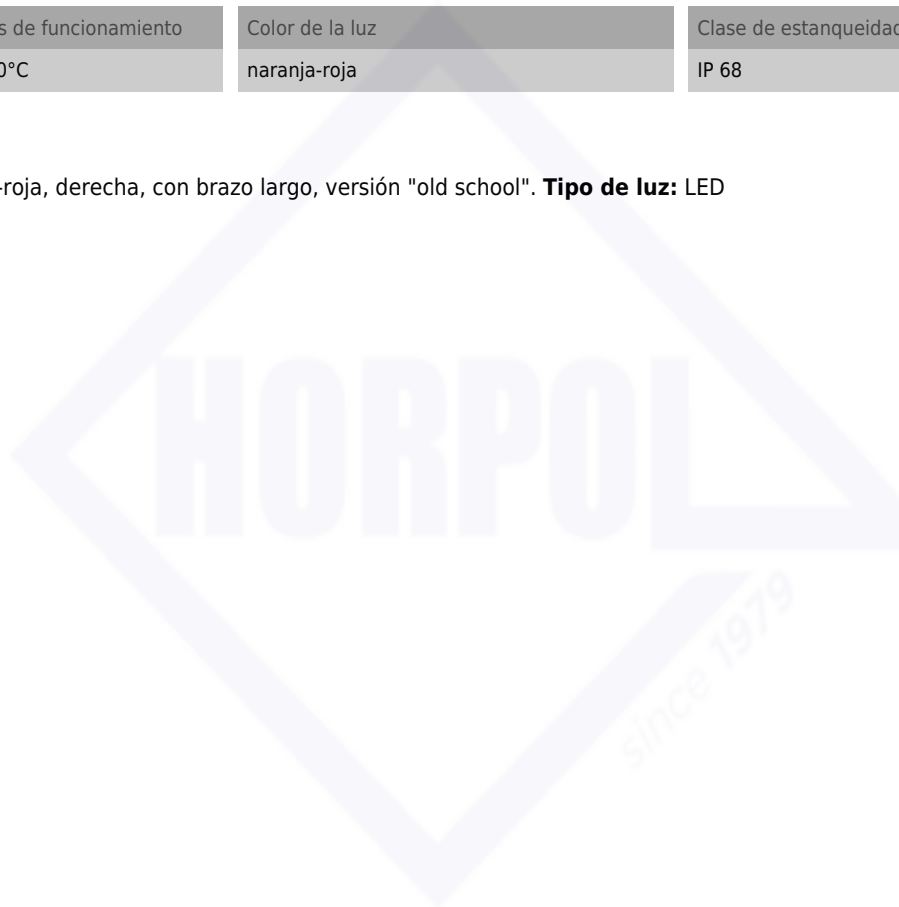 s de funcionamiento
Color de la luz
Clase de estanqueidad
0°C
naranja-roja
IP 68
-roja, derecha, con brazo largo, versión "old school". Tipo de luz: LED
HORPOL
since 1979